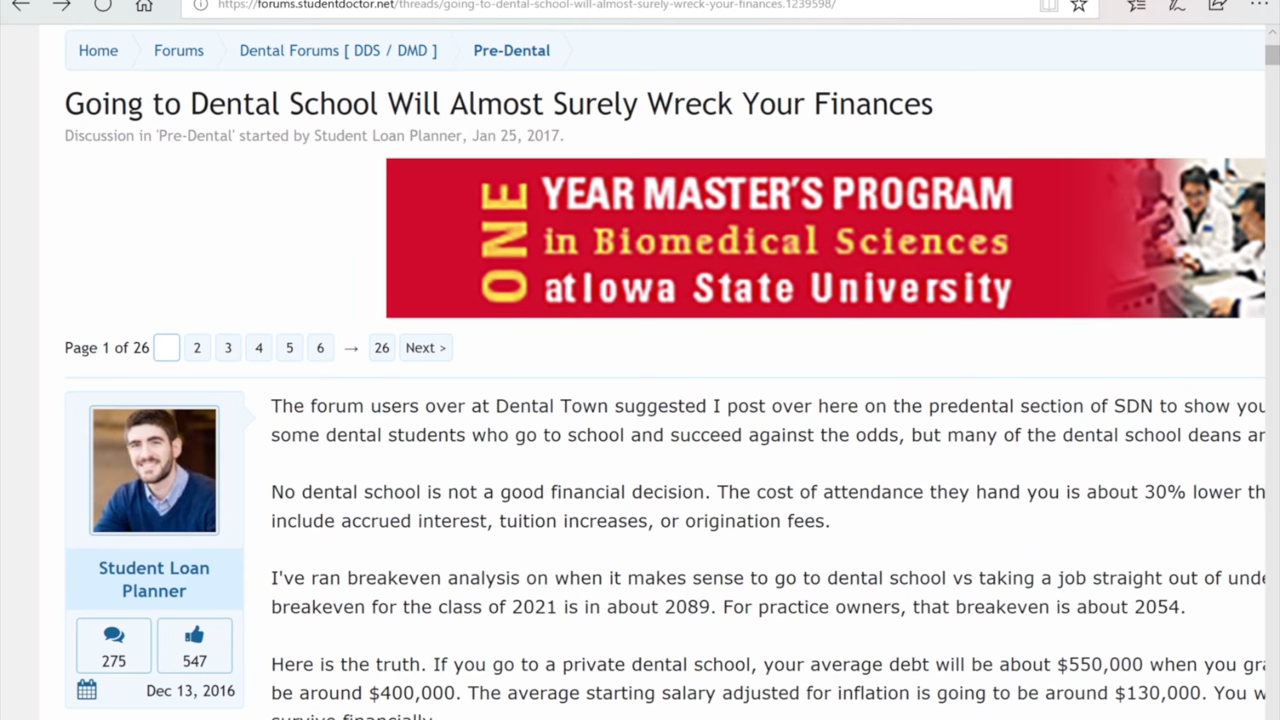 https://forums.studentdoctor.net/threads/going-to-dental-school-will-almost-surely-wreck-your-finances.1239598/
Home Forums Dental Forums [ DDS / DMD ] Pre-Dental
Going to Dental School Will Almost Surely Wreck Your Finances
Discussion in 'Pre-Dental' started by Student Loan Planner, Jan 25, 2017.
ONE
YEAR MASTER'S PROGRAM
in Biomedical Sciences
at Iowa State University
Page 1 of 26 2 3 4 5 6 → 26 Next >
The forum users over at Dental Town suggested I post over here on the predental section of SDN to show you
some dental students who go to school and succeed against the odds, but many of the dental school deans
No dental school is not a good financial decision. The cost of attendance they hand you is about 30% lower
include accrued interest, tuition increases, or origination fees.
I've ran breakeven analysis on when it makes sense to go to dental school vs taking a job straight out of
breakeven for the class of 2021 is in about 2089. For practice owners, that breakeven is about 2054.
Here is the truth. If you go to a private dental school, your average debt will be about $550,000 when you
be around $400,000. The average starting salary adjusted for inflation is going to be around $130,000. You
survive financially.
Student Loan
Planner
275 547
Dec 13, 2016